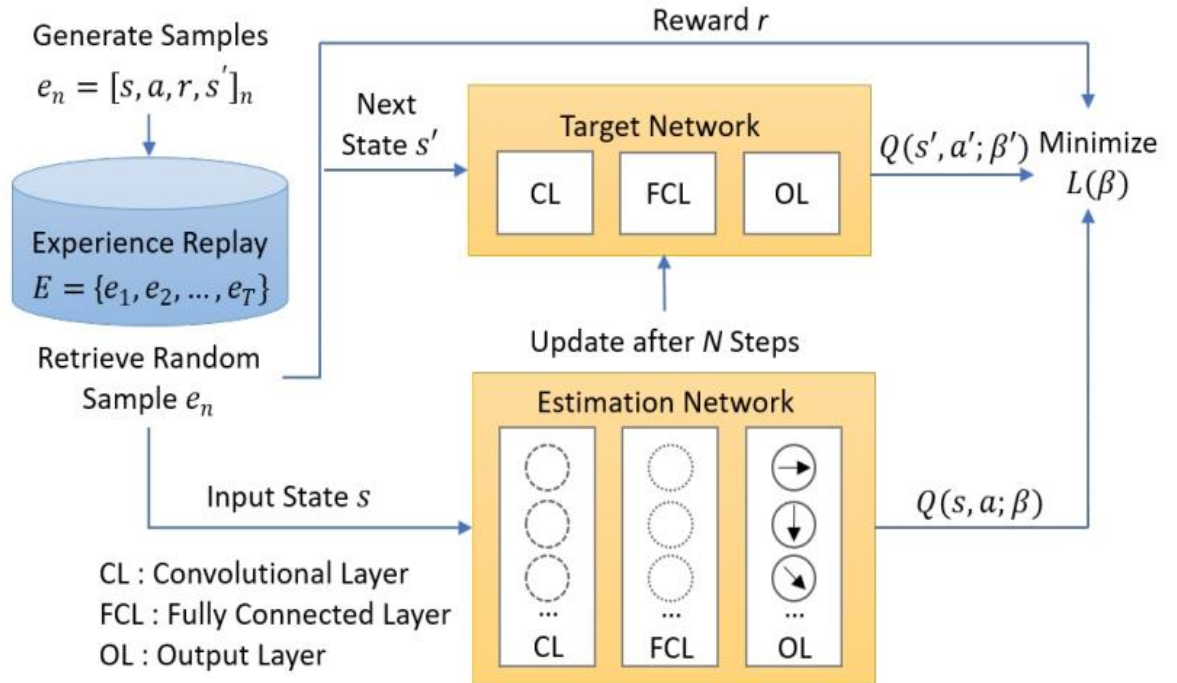 Generate Samples
e_n = [s, a, r, s′]_n
Experience Replay
E = {e_1, e_2, ..., e_T}
Retrieve Random
Sample e_n
Reward r
Next
State s′
Target Network
CL
FCL
OL
Q(s′, a′; β′)
Minimize
L(β)
Update after N Steps
Estimation Network
...
...
...
CL
FCL
OL
Input State s
Q(s, a; β)
CL : Convolutional Layer
FCL : Fully Connected Layer
OL : Output Layer